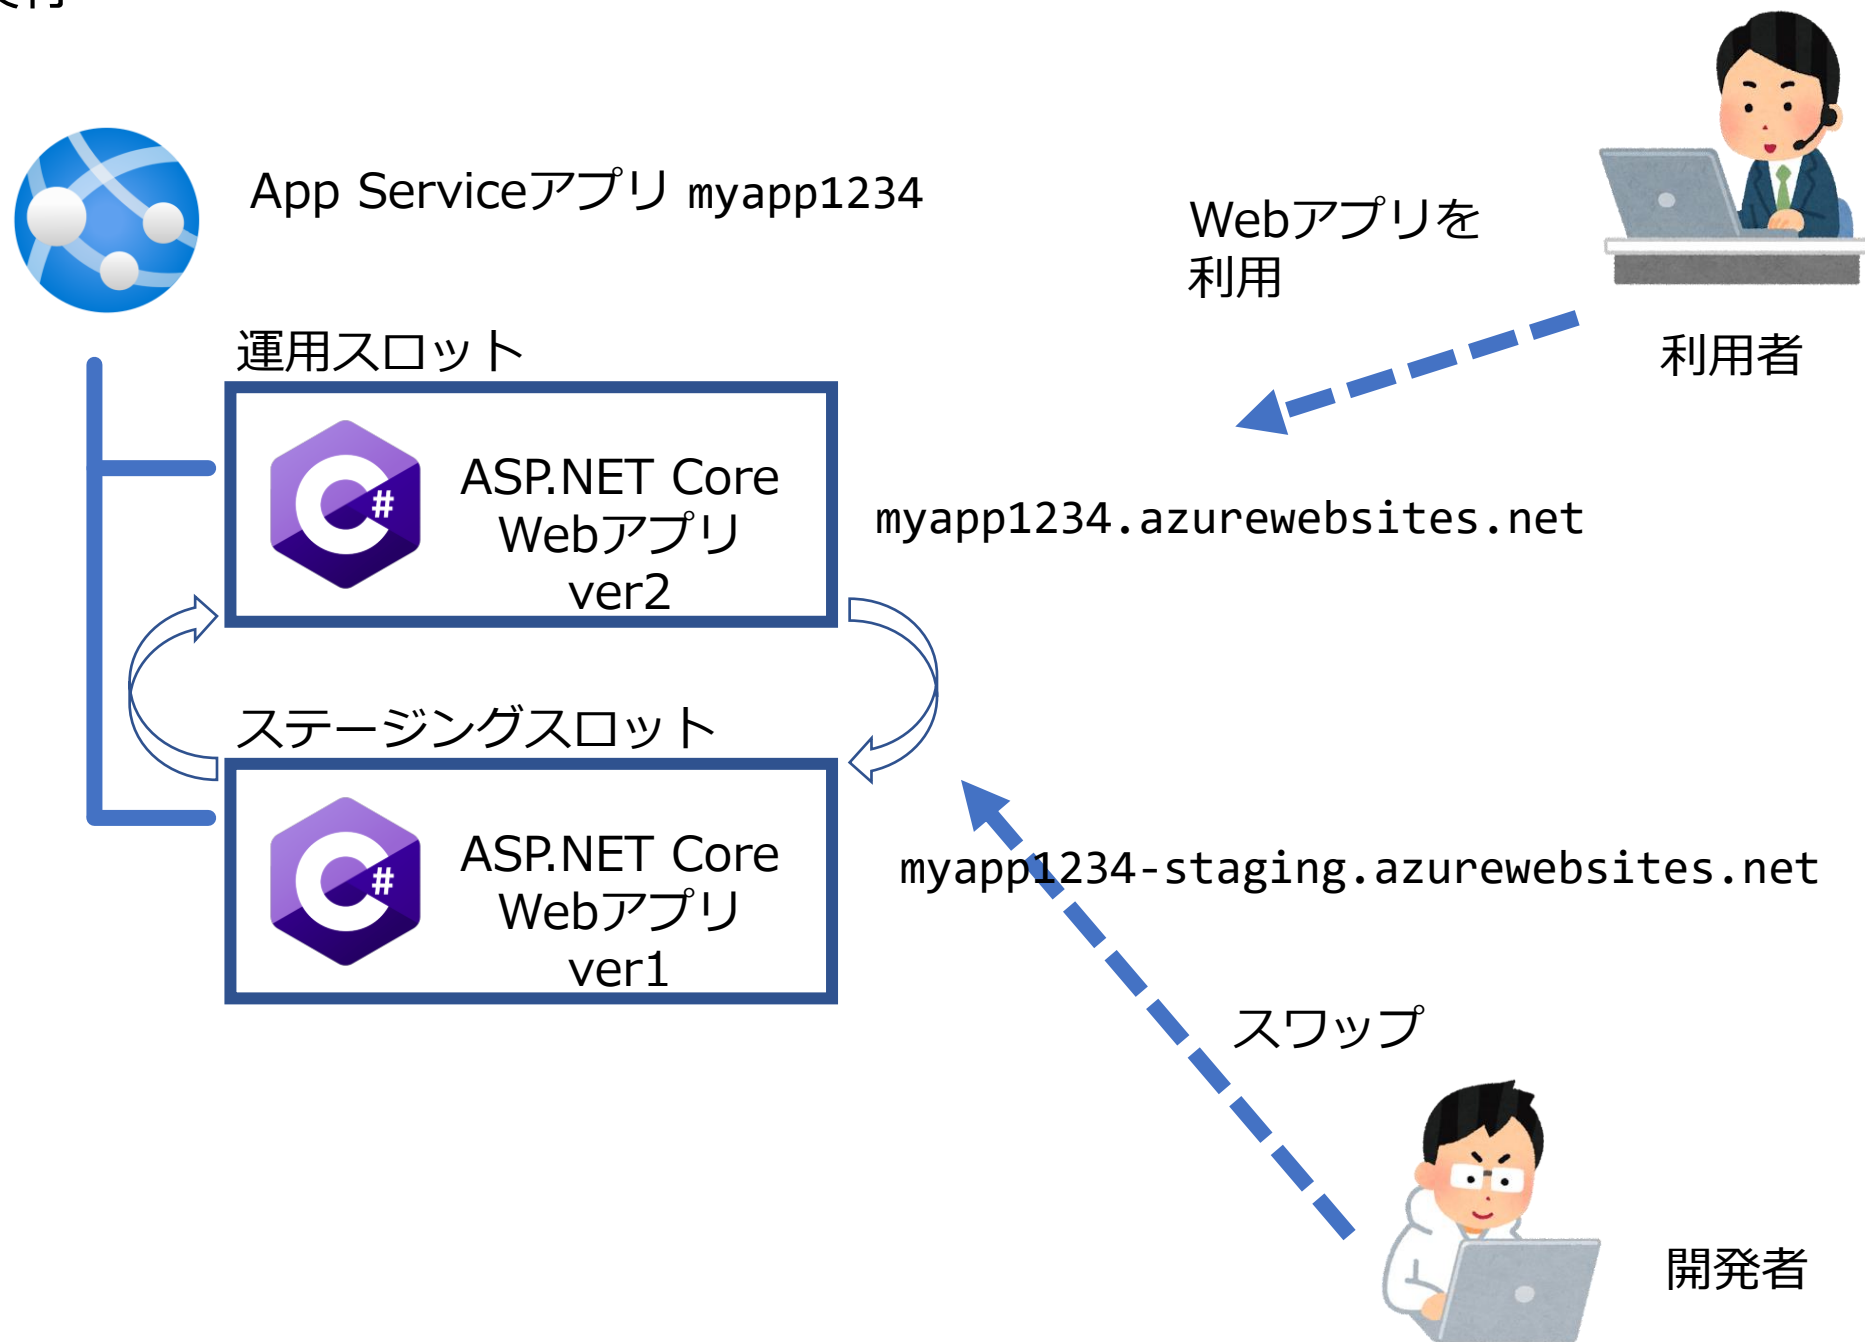 App Serviceアプリ myapp1234
Webアプリを
利用
利用者
運用スロット
ASP.NET Core
Webアプリ
ver2
myapp1234.azurewebsites.net
ステージングスロット
ASP.NET Core
Webアプリ
ver1
myapp1234-staging.azurewebsites.net
スワップ
開発者